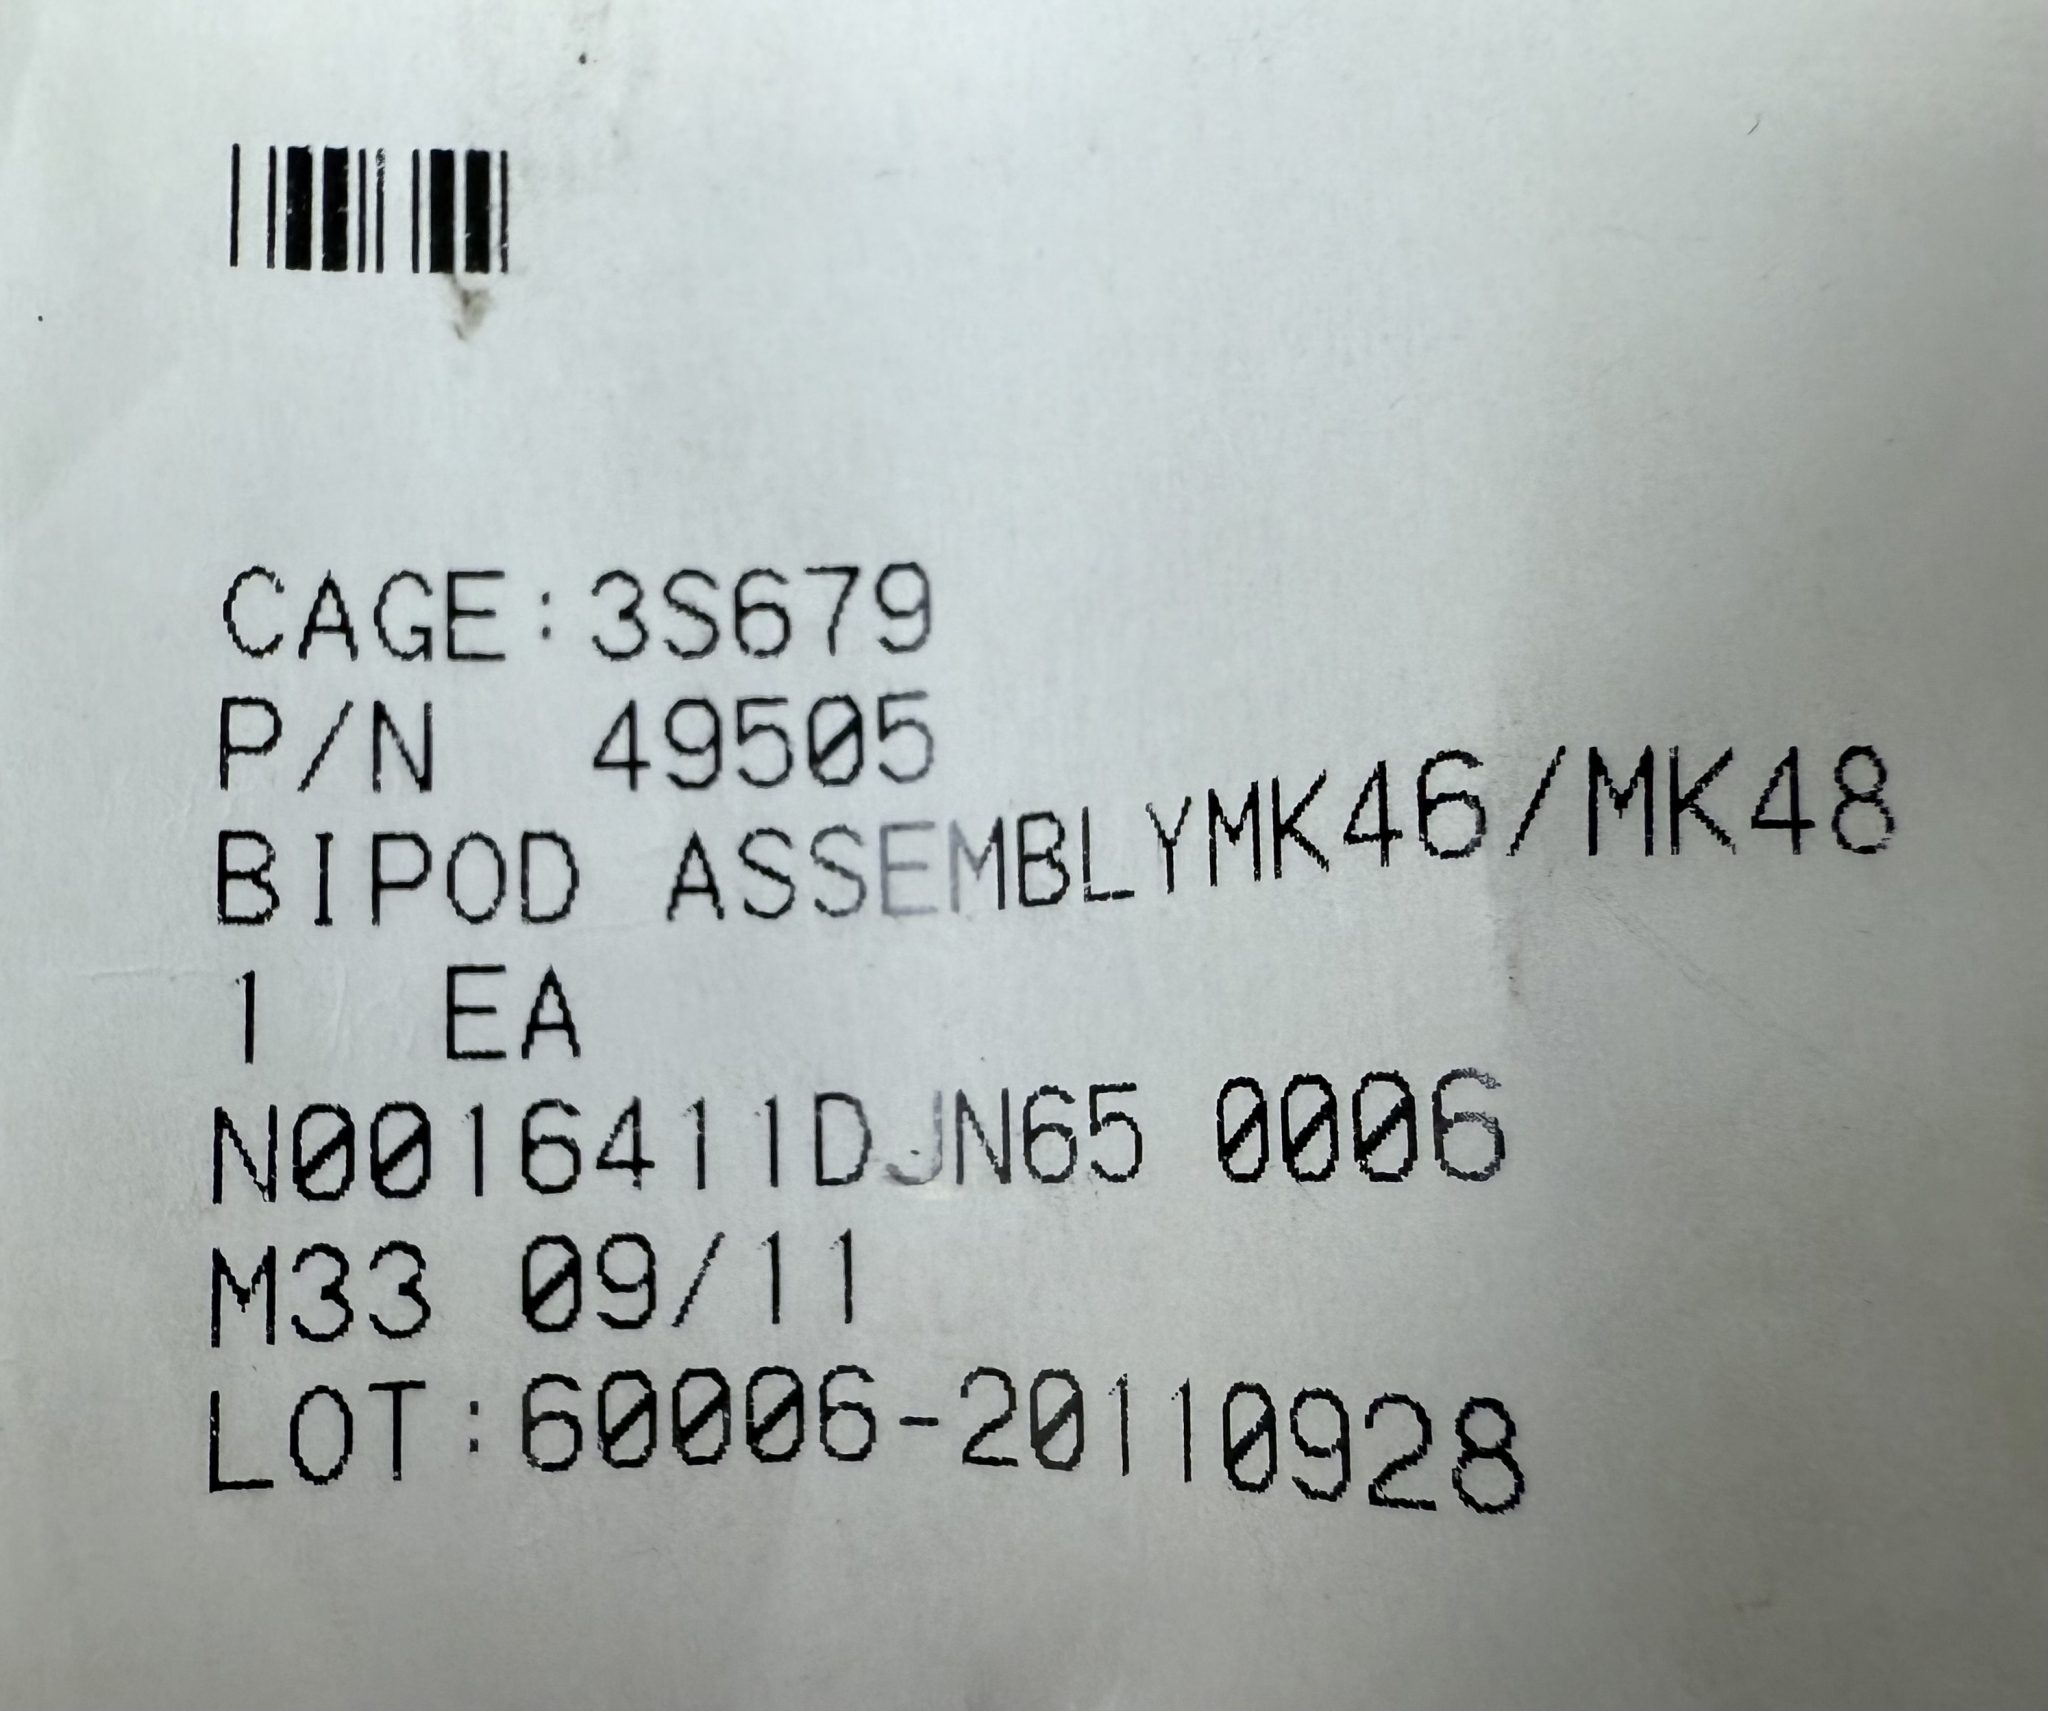 CAGE:3S679
P/N 49505
BIPOD ASSEMBLYMK46/MK48
1 EA
N0016411DJN65 0006
M33 09/11
LOT:60006-20110928